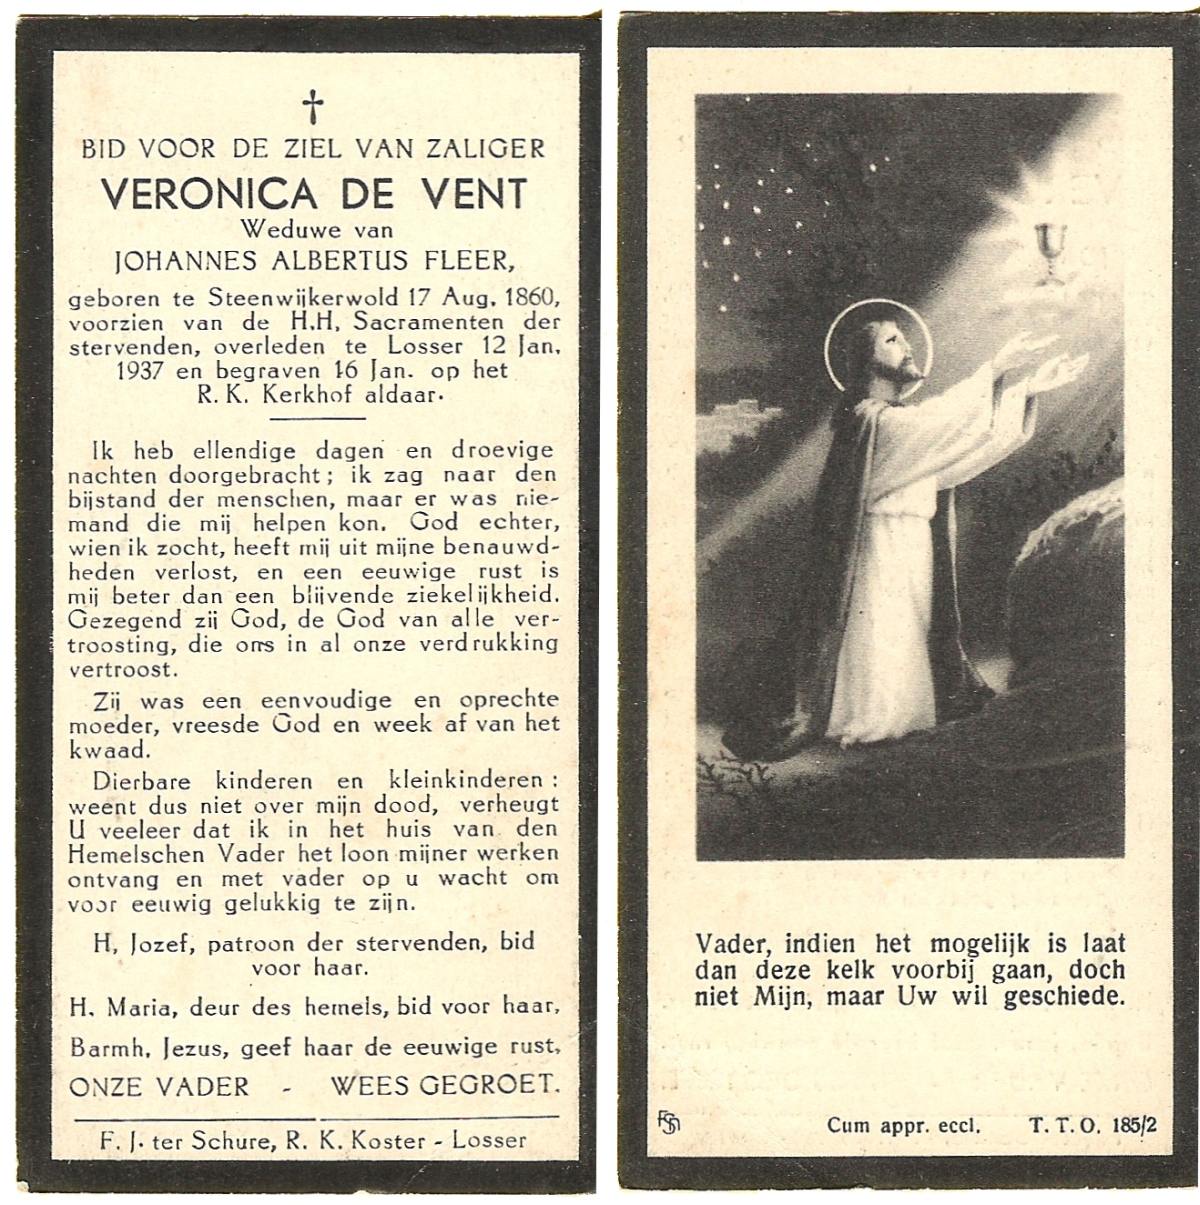 BID VOOR DE ZIEL VAN ZALIGER
VERONICA DE VENT
Weduwe van
JOHANNES ALBERTUS FLEER,
geboren te Steenwijkerwold 17 Aug. 1860,
voorzien van de H.H. Sacramenten der
stervenden, overleden te Losser 12 Jan.
1937 en begraven 16 Jan. op het
R. K. Kerkhof aldaar.
Ik heb ellendige dagen en droevige
nachten doorgebracht; ik zag naar den
bijstand der menschen, maar er was nie-
mand die mij helpen kon. God echter,
wien ik zocht, heeft mij uit mijne benauwd-
heden verlost, en een eeuwige rust is
mij beter dan een blijvende ziekelijkheid.
Gezegend zij God, de God van alle ver-
troosting, die ons in al onze verdrukking
vertroost.
Zij was een eenvoudige en oprechte
moeder, vreesde God en week af van het
kwaad.
Dierbare kinderen en kleinkinderen:
weent dus niet over mijn dood, verheugt
U veeleer dat ik in het huis van den
Hemelschen Vader het loon mijner werken
ontvang en met vader op u wacht om
voor eeuwig gelukkig te zijn.
H. Jozef, patroon der stervenden, bid
voor haar.
H. Maria, deur des hemels, bid voor haar.
Barmh. Jezus, geef haar de eeuwige rust.
ONZE VADER - WEES GEGROET.
F. J. ter Schure, R. K. Koster - Losser
Vader, indien het mogelijk is laat
dan deze kelk voorbij gaan, doch
niet Mijn, maar Uw wil geschiede.
Cum appr. eccl. T. T. O. 185/2